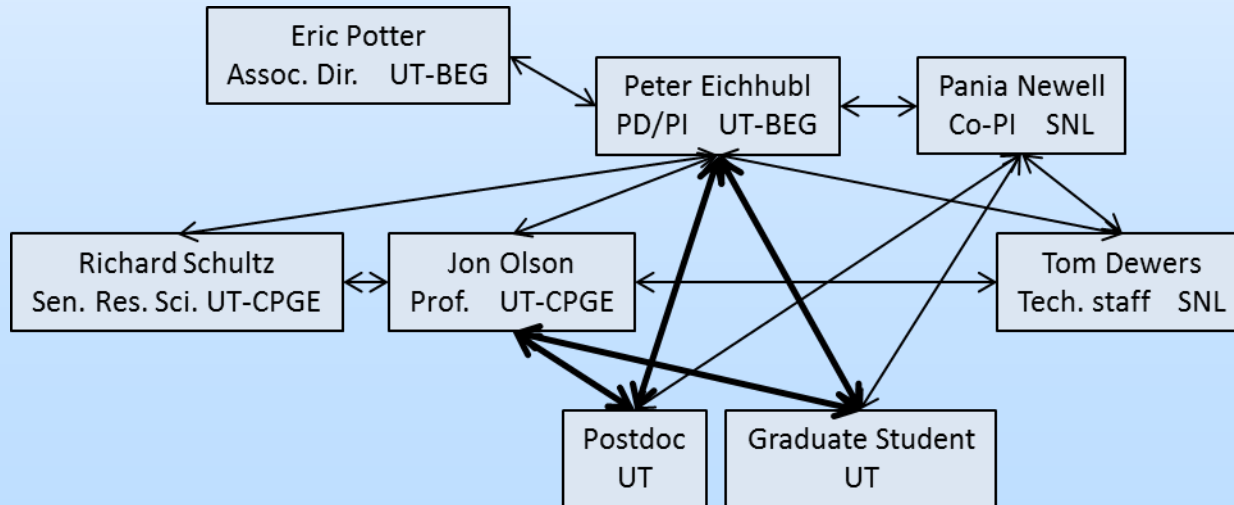 Eric Potter
Assoc. Dir. UT-BEG
Peter Eichhubl
PD/PI UT-BEG
Pania Newell
Co-PI SNL
Richard Schultz
Sen. Res. Sci. UT-CPGE
Jon Olson
Prof. UT-CPGE
Tom Dewers
Tech. staff SNL
Postdoc
UT
Graduate Student
UT